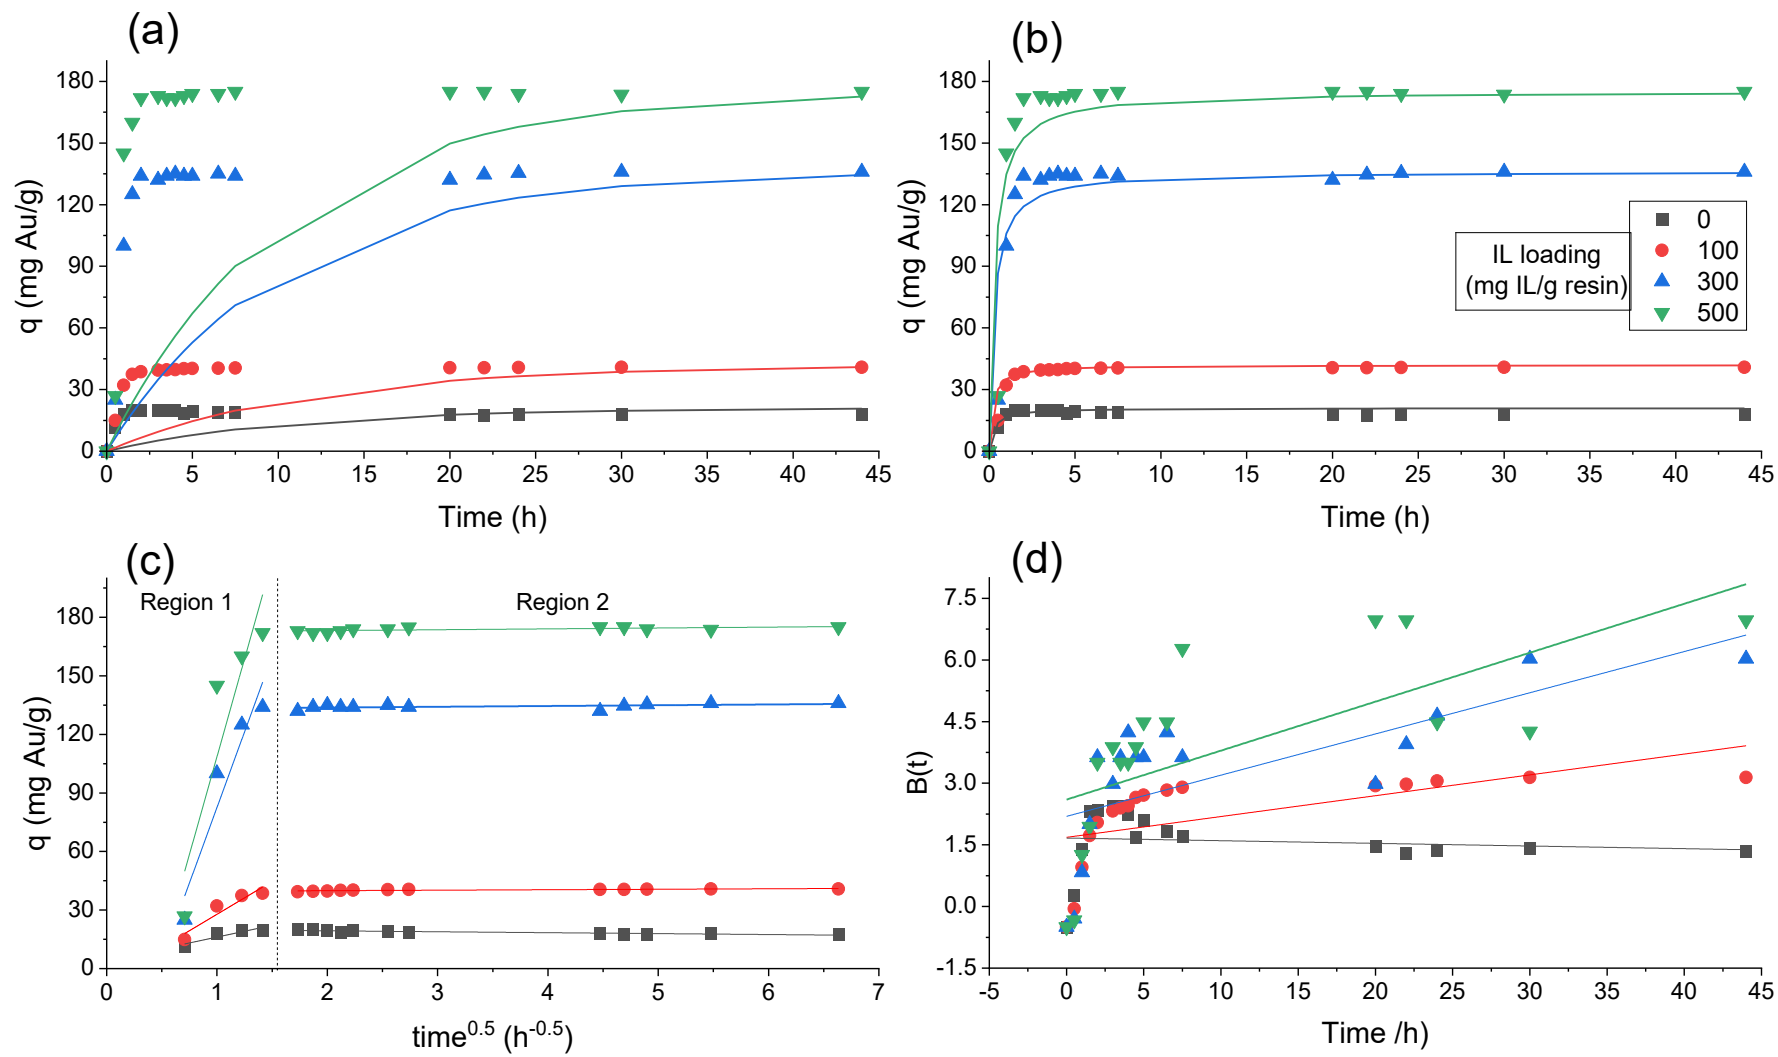 (a)
180
150
120
90
60
30
0
q (mg Au/g)
0 5 10 15 20 25 30 35 40 45
Time (h)
(b)
180
150
120
90
60
30
0
q (mg Au/g)
0 5 10 15 20 25 30 35 40 45
Time (h)
IL loading
(mg IL/g resin)
0
100
300
500
(c)
Region 1
Region 2
180
150
120
90
60
30
0
q (mg Au/g)
0 1 2 3 4 5 6 7
time^0.5 (h^-0.5)
(d)
7.5
6.0
4.5
3.0
1.5
0.0
-1.5
B(t)
-5 0 5 10 15 20 25 30 35 40 45
Time /h)